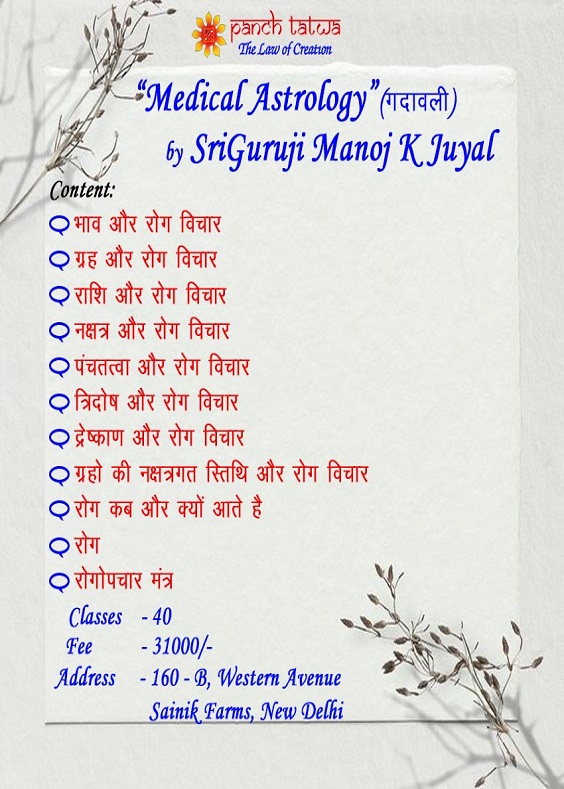 panch tatwa
The Law of Creation
"Medical Astrology" (गदावली)
by SriGuruji Manoj K Juyal
Content:
भाव और रोग विचार
ग्रह और रोग विचार
राशि और रोग विचार
नक्षत्र और रोग विचार
पंचतत्वा और रोग विचार
त्रिदोष और रोग विचार
द्रेष्काण और रोग विचार
ग्रहो की नक्षत्रगत स्तिथि और रोग विचार
रोग कब और क्यों आते है
रोग
रोगोपचार मंत्र
Classes - 40
Fee - 31000/-
Address - 160 - B, Western Avenue
Sainik Farms, New Delhi